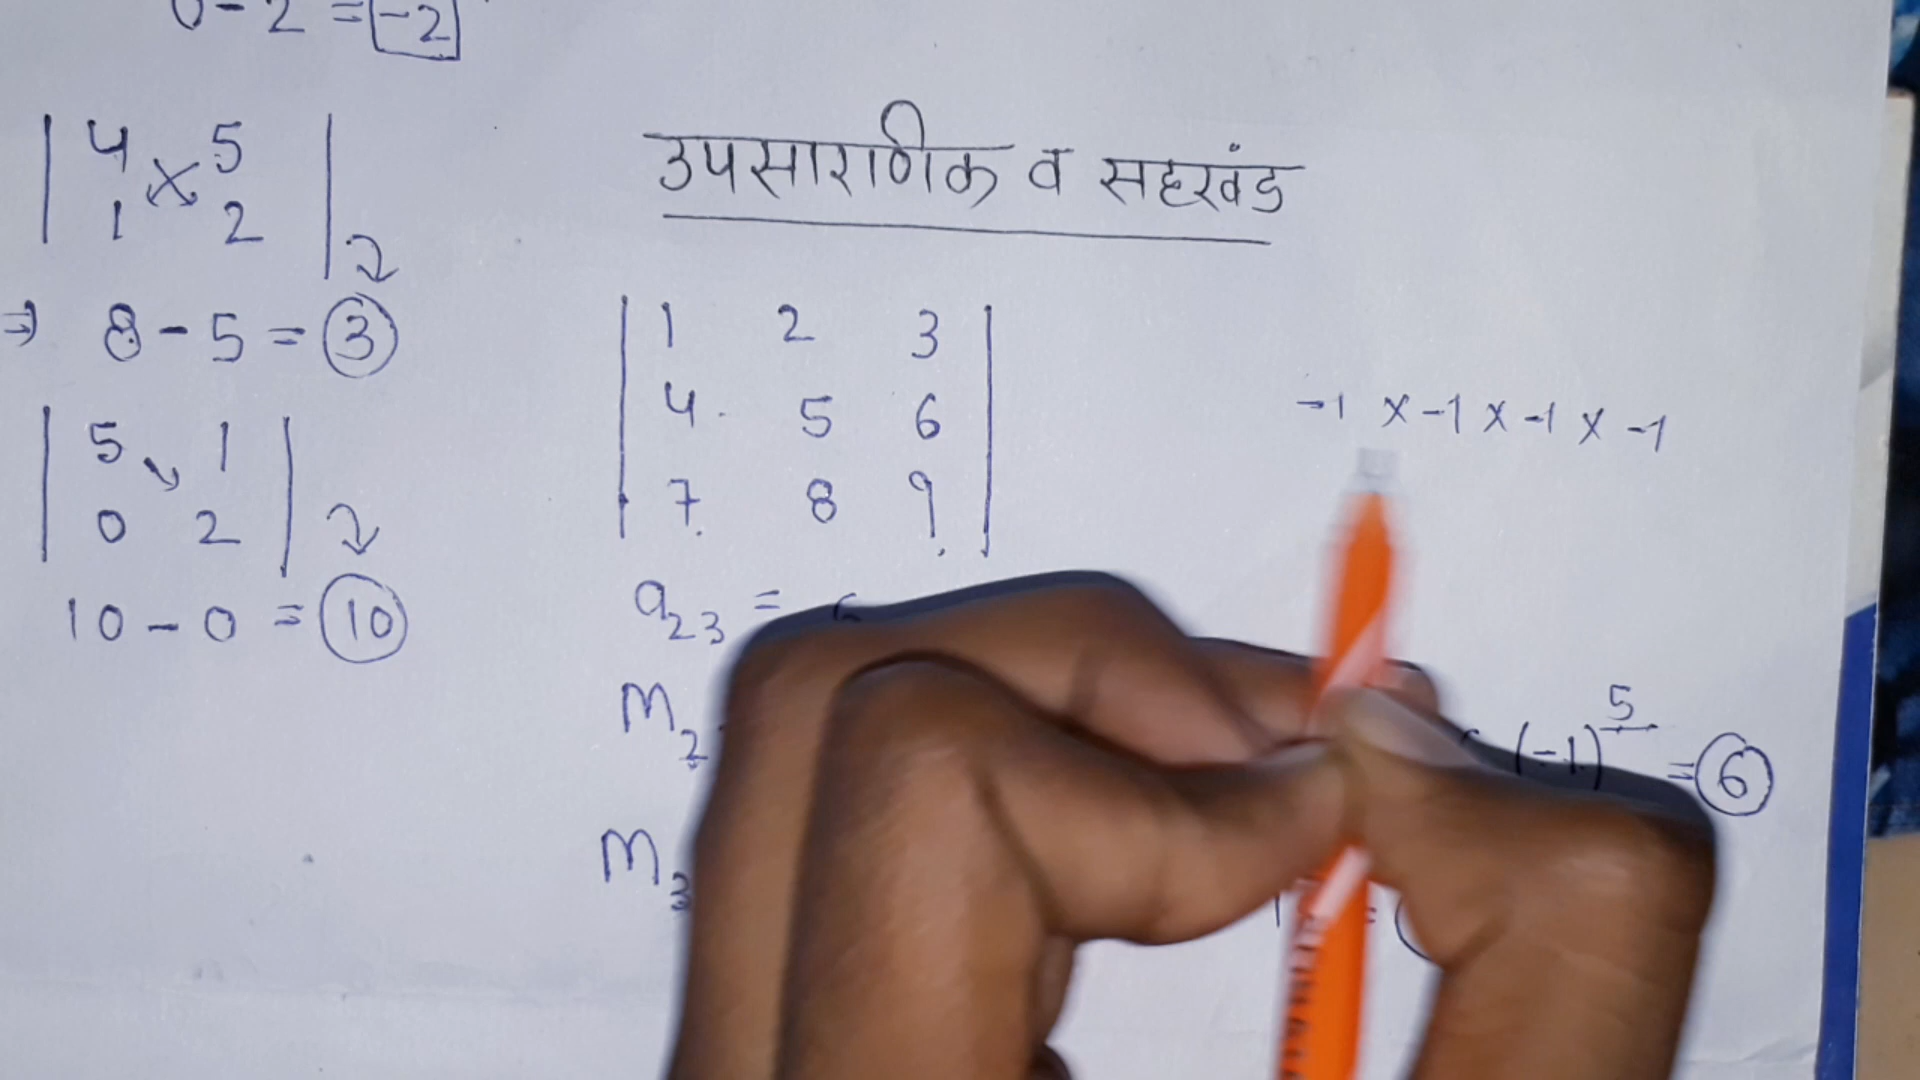 0 - 2 = -2
| 4 × 5 |
| 1 2 |
⇒ 8 - 5 = 3
| 5 1 |
| 0 2 |
10 - 0 = 10
उपसारणिक व सहखंड
| 1 2 3 |
| 4 5 6 |
| 7 8 9 |
-1 × -1 × -1 × -1
a₂₃ =
M₂
(-1)⁵ = 6
M₃